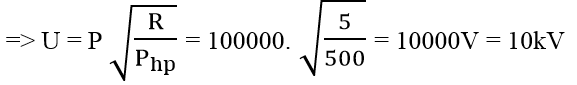 => U = P √(R/P_hp) = 100000. √(5/500) = 10000V = 10kV